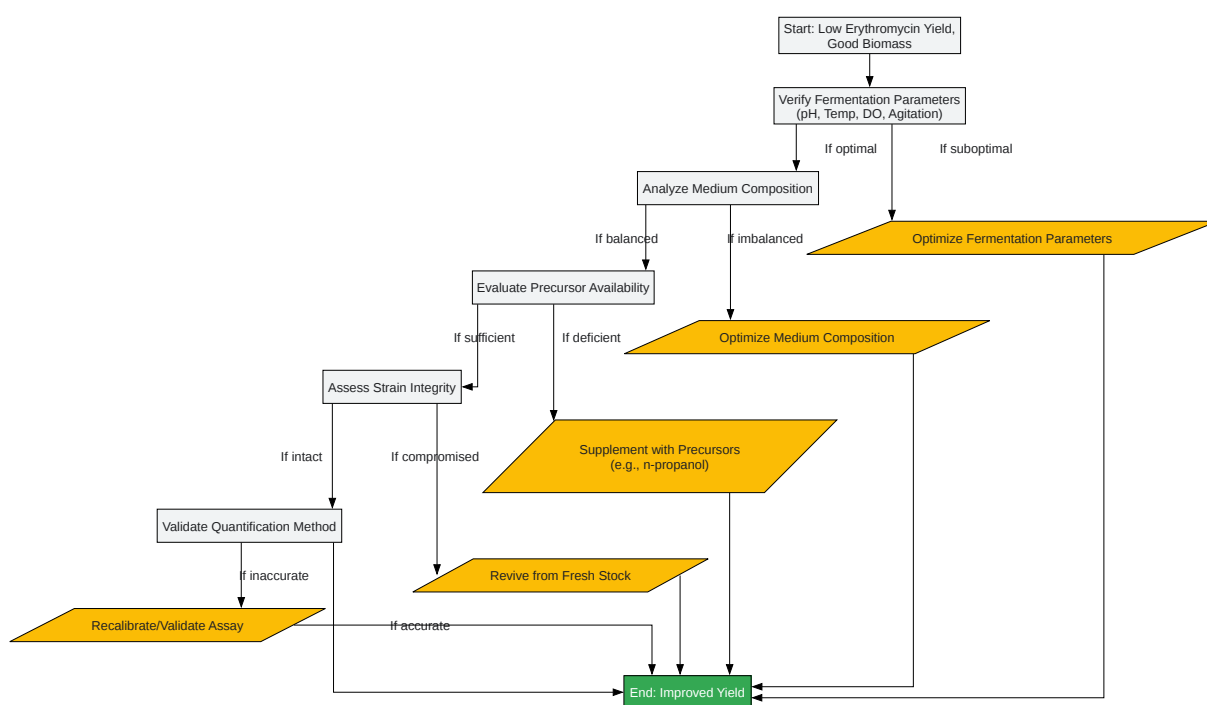 Start: Low Erythromycin Yield,
Good Biomass
Verify Fermentation Parameters
(pH, Temp, DO, Agitation)
If optimal
If suboptimal
Analyze Medium Composition
If balanced
If imbalanced
Optimize Fermentation Parameters
Evaluate Precursor Availability
If sufficient
If deficient
Optimize Medium Composition
Assess Strain Integrity
If intact
If compromised
Supplement with Precursors
(e.g., n-propanol)
Validate Quantification Method
If inaccurate
Revive from Fresh Stock
Recalibrate/Validate Assay
If accurate
End: Improved Yield